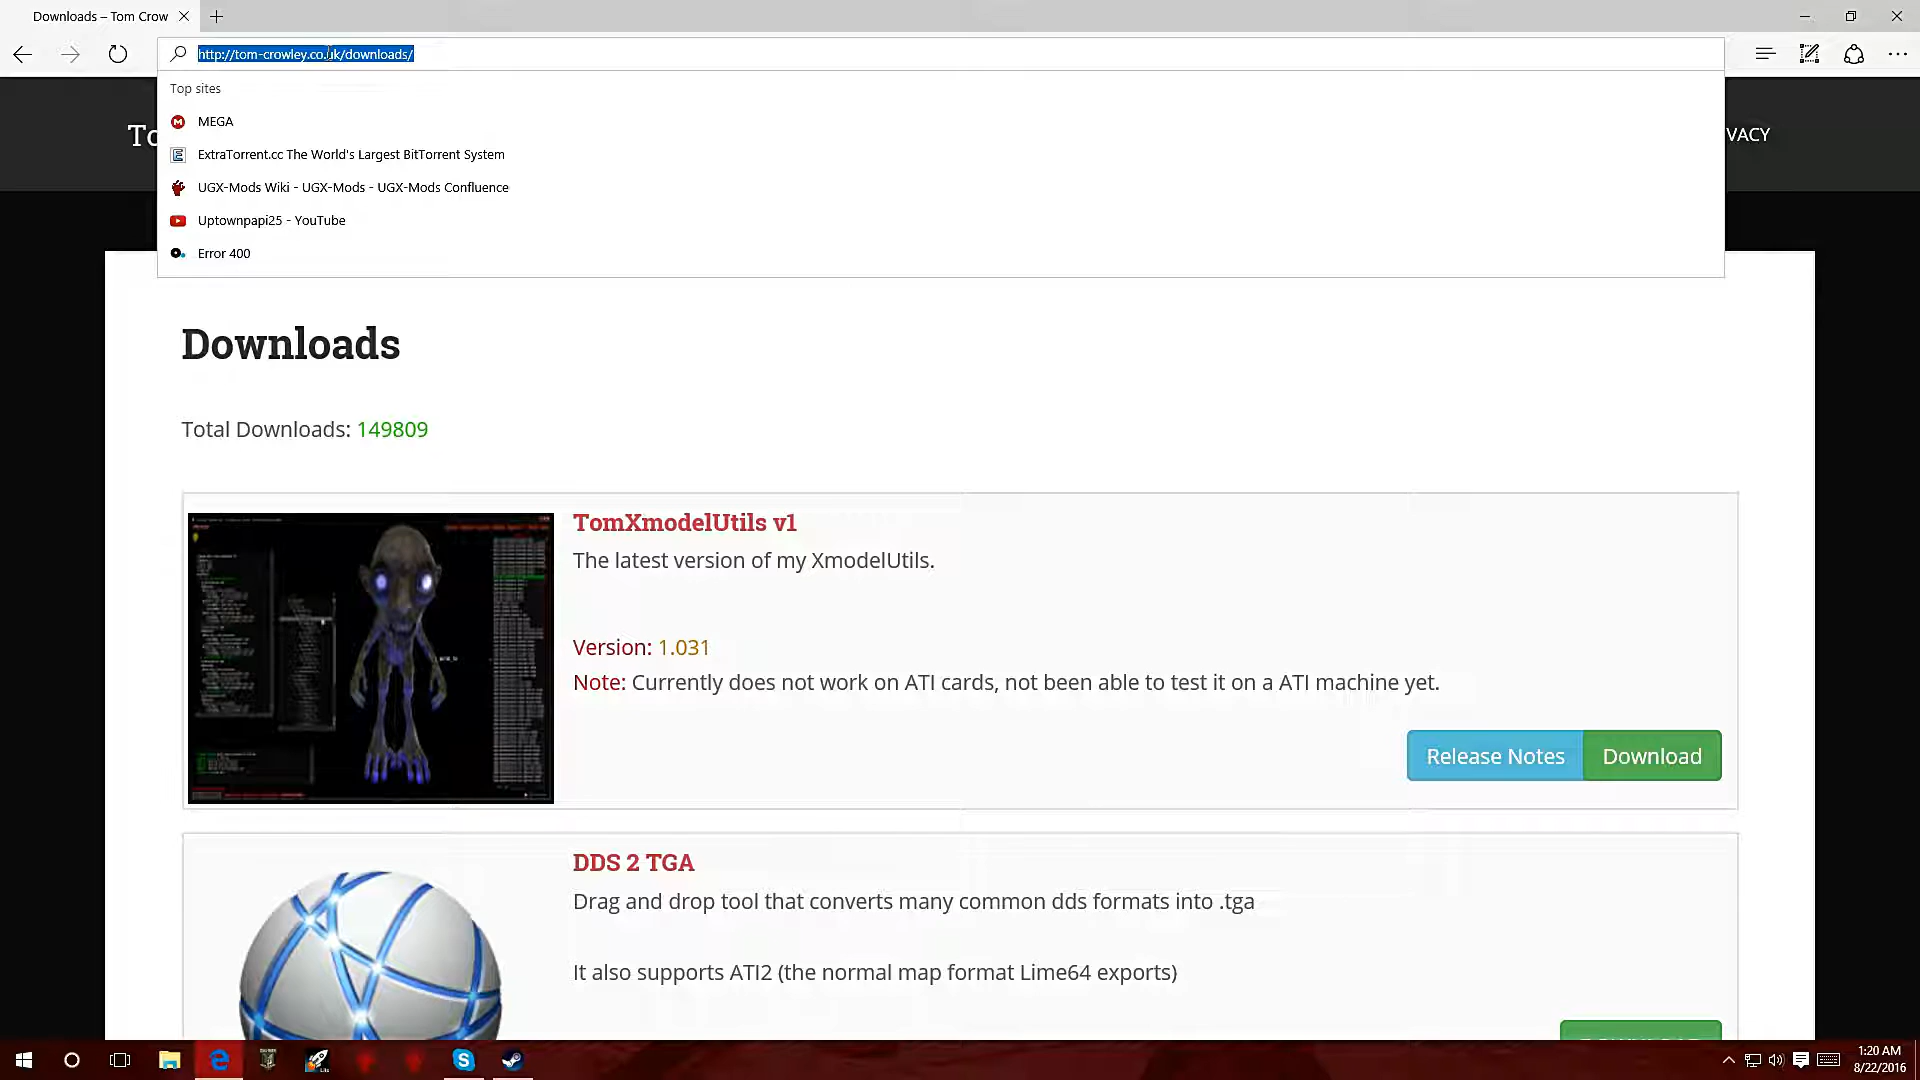 Downloads – Tom Crow
http://tom-crowley.co.uk/downloads/
Top sites
MEGA
ExtraTorrent.cc The World's Largest BitTorrent System
UGX-Mods Wiki - UGX-Mods - UGX-Mods Confluence
Uptownpapi25 - YouTube
Error 400
To
VACY
Downloads
Total Downloads: 149809
TomXmodelUtils v1
The latest version of my XmodelUtils.
Version: 1.031
Note: Currently does not work on ATI cards, not been able to test it on a ATI machine yet.
Release Notes
Download
DDS 2 TGA
Drag and drop tool that converts many common dds formats into .tga
It also supports ATI2 (the normal map format Lime64 exports)
1:20 AM
8/22/2016